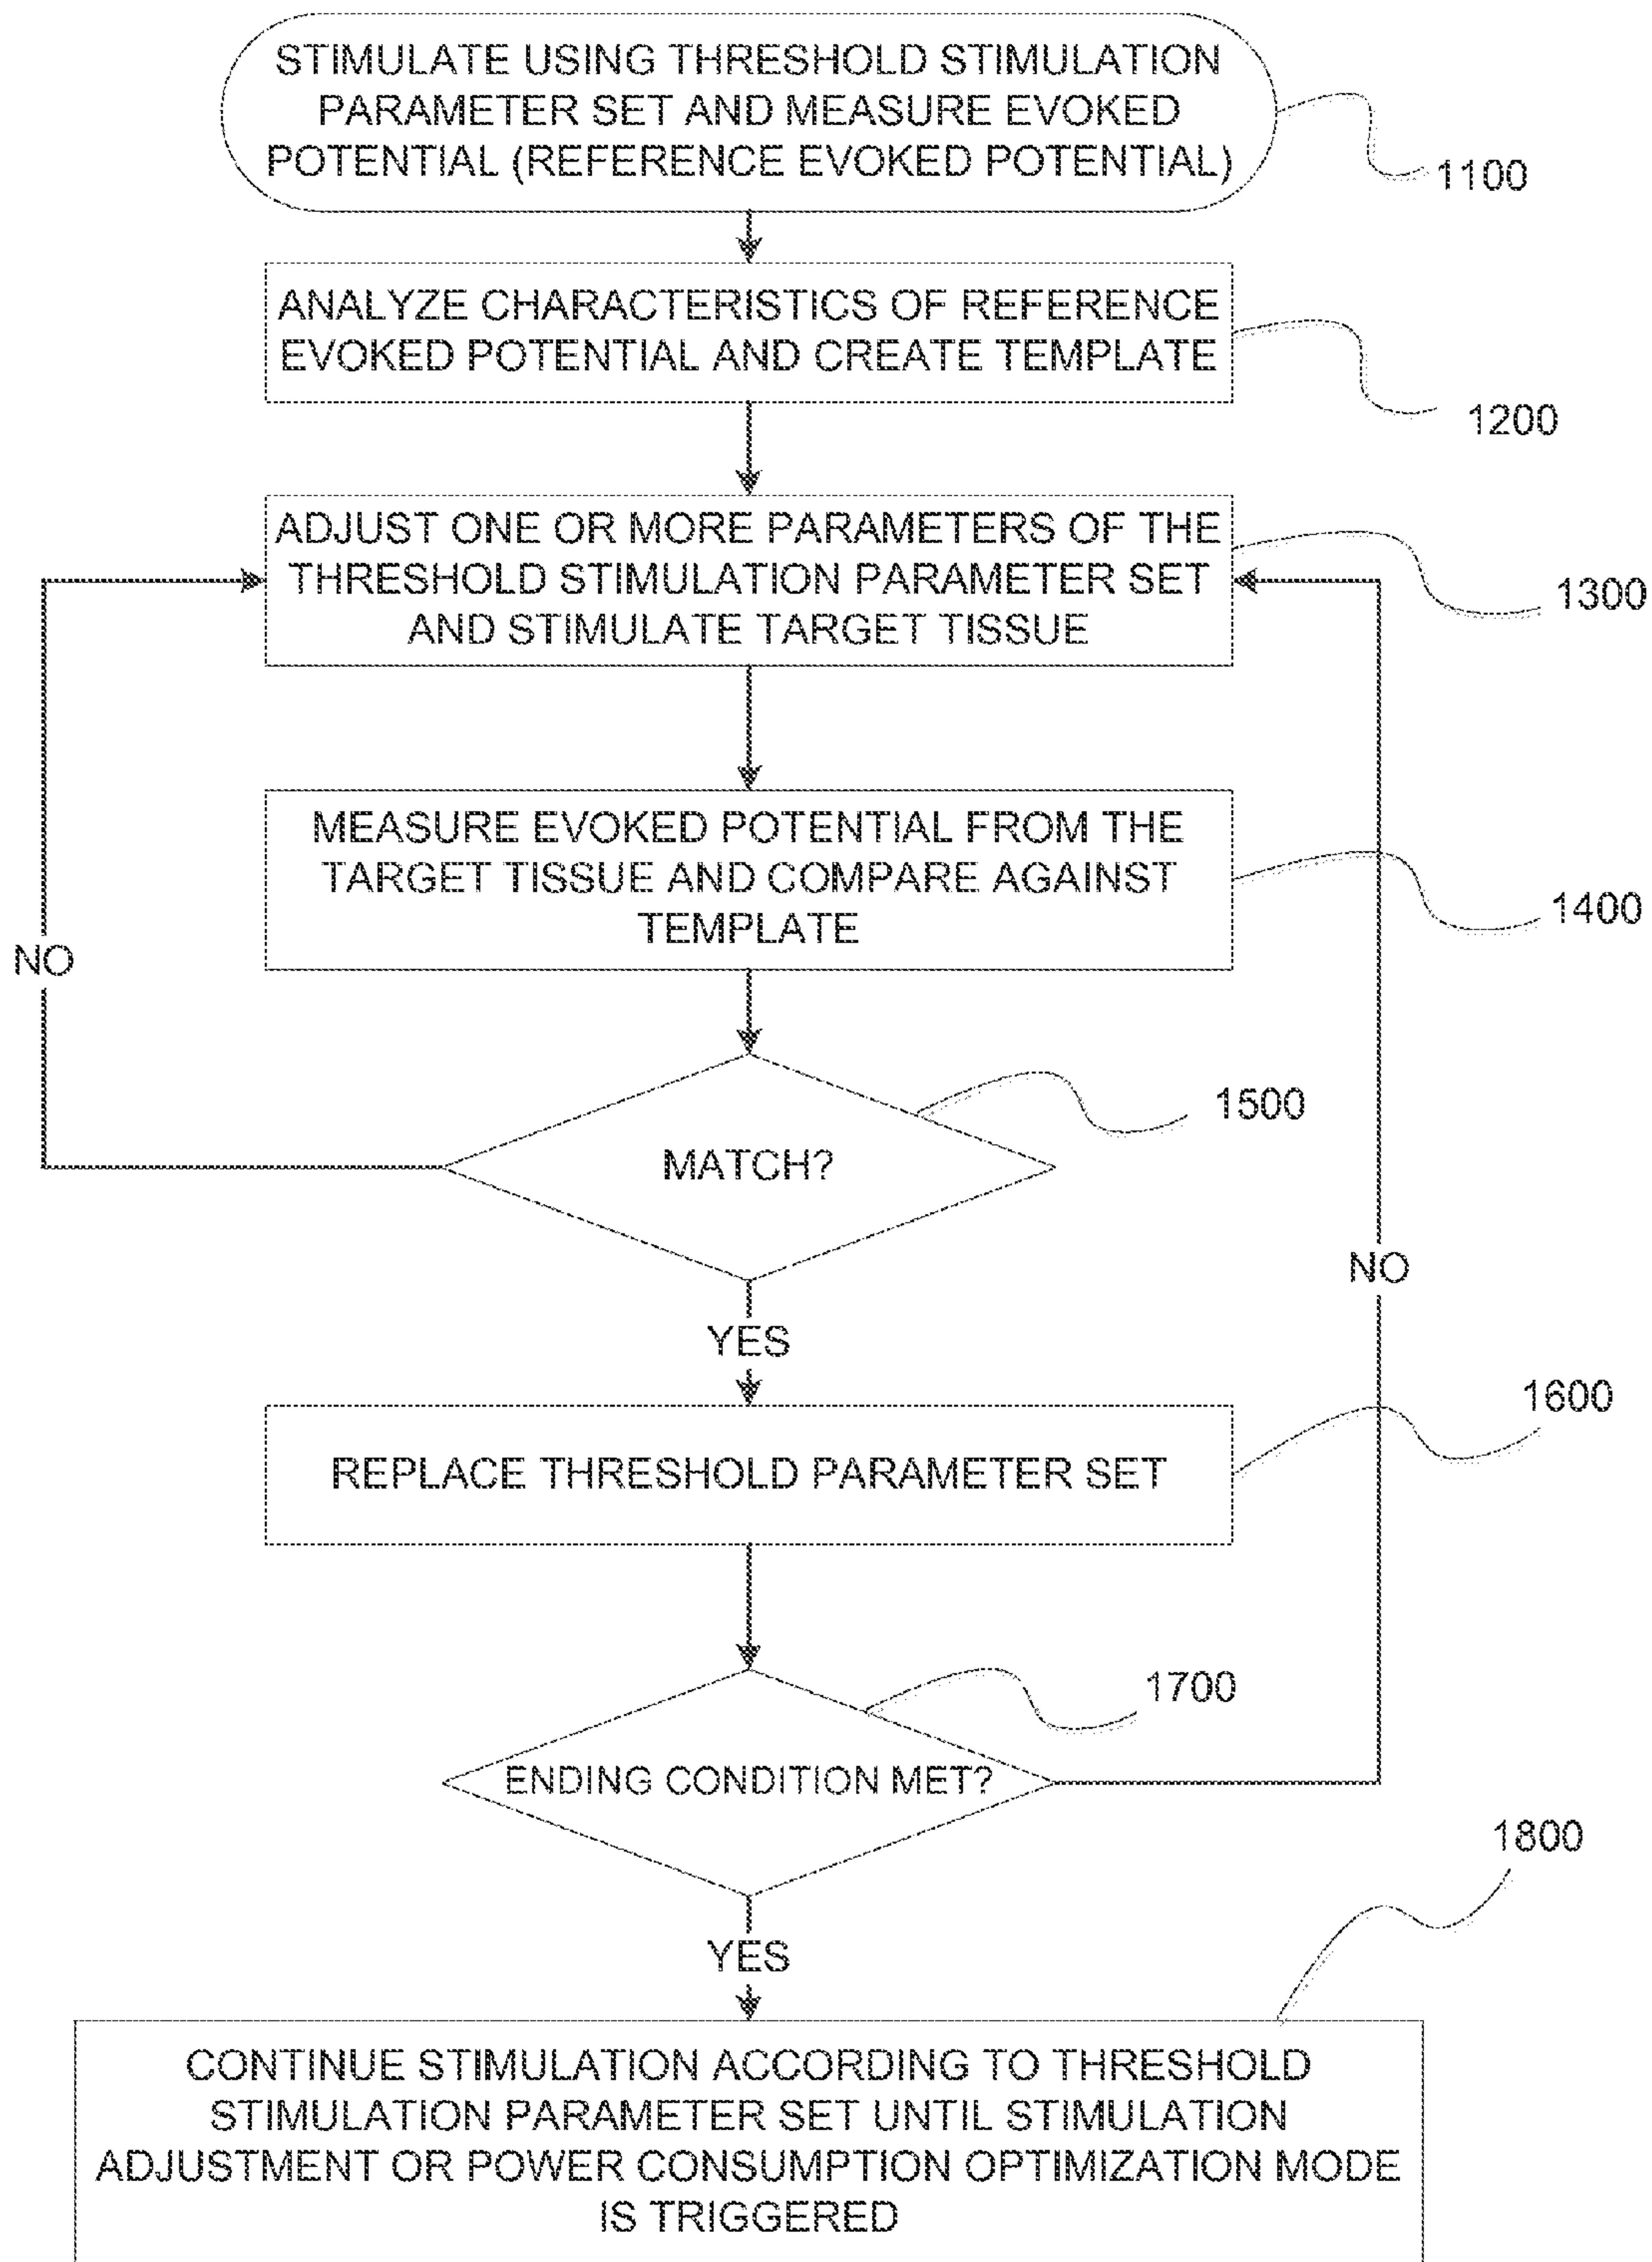 STIMULATE USING THRESHOLD STIMULATION
PARAMETER SET AND MEASURE EVOKED
POTENTIAL (REFERENCE EVOKED POTENTIAL)
1100
ANALYZE CHARACTERISTICS OF REFERENCE
EVOKED POTENTIAL AND CREATE TEMPLATE
1200
ADJUST ONE OR MORE PARAMETERS OF THE
THRESHOLD STIMULATION PARAMETER SET
AND STIMULATE TARGET TISSUE
1300
MEASURE EVOKED POTENTIAL FROM THE
TARGET TISSUE AND COMPARE AGAINST
TEMPLATE
1400
NO
1500
MATCH?
NO
YES
1600
REPLACE THRESHOLD PARAMETER SET
1700
ENDING CONDITION MET?
1800
YES
CONTINUE STIMULATION ACCORDING TO THRESHOLD
STIMULATION PARAMETER SET UNTIL STIMULATION
ADJUSTMENT OR POWER CONSUMPTION OPTIMIZATION MODE
IS TRIGGERED